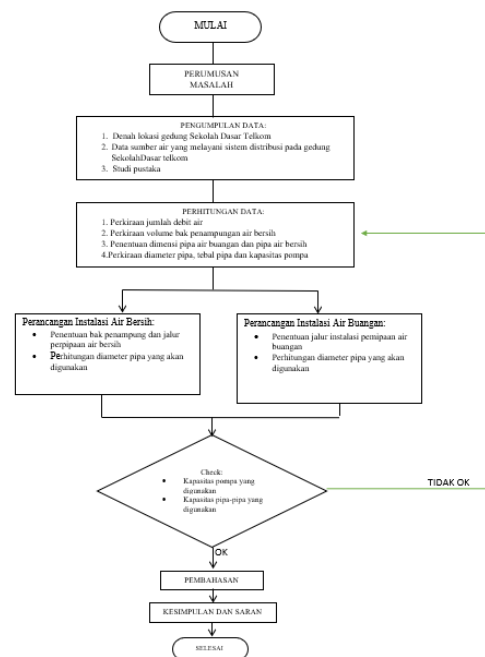 MULAI
PERUMUSAN
MASALAH
PENGUMPULAN DATA:
1. Denah lokasi gedung Sekolah Dasar Telkom
2. Data sumber air yang melayani sistem distribusi pada gedung
SekolahDasar telkom
3. Studi pustaka
PERHITUNGAN DATA:
1. Perkiraan jumlah debit air
2. Perkiraan volume bak penampungan air bersih
3. Penentuan dimensi pipa air buangan dan pipa air bersih
4.Perkiraan diameter pipa, tebal pipa dan kapasitas pompa
Perancangan Instalasi Air Bersih:
• Penentuan bak penampung dan jalur
perpipaan air bersih
• Perhitungan diameter pipa yang akan
digunakan
Perancangan Instalasi Air Buangan:
• Penentuan jalur instalasi pemipaan air
buangan
• Perhitungan diameter pipa yang akan
digunakan
Check:
• Kapasitas pompa yang
digunakan
• Kapasitas pipa-pipa yang
digunakan
TIDAK OK
OK
PEMBAHASAN
KESIMPULAN DAN SARAN
SELESAI